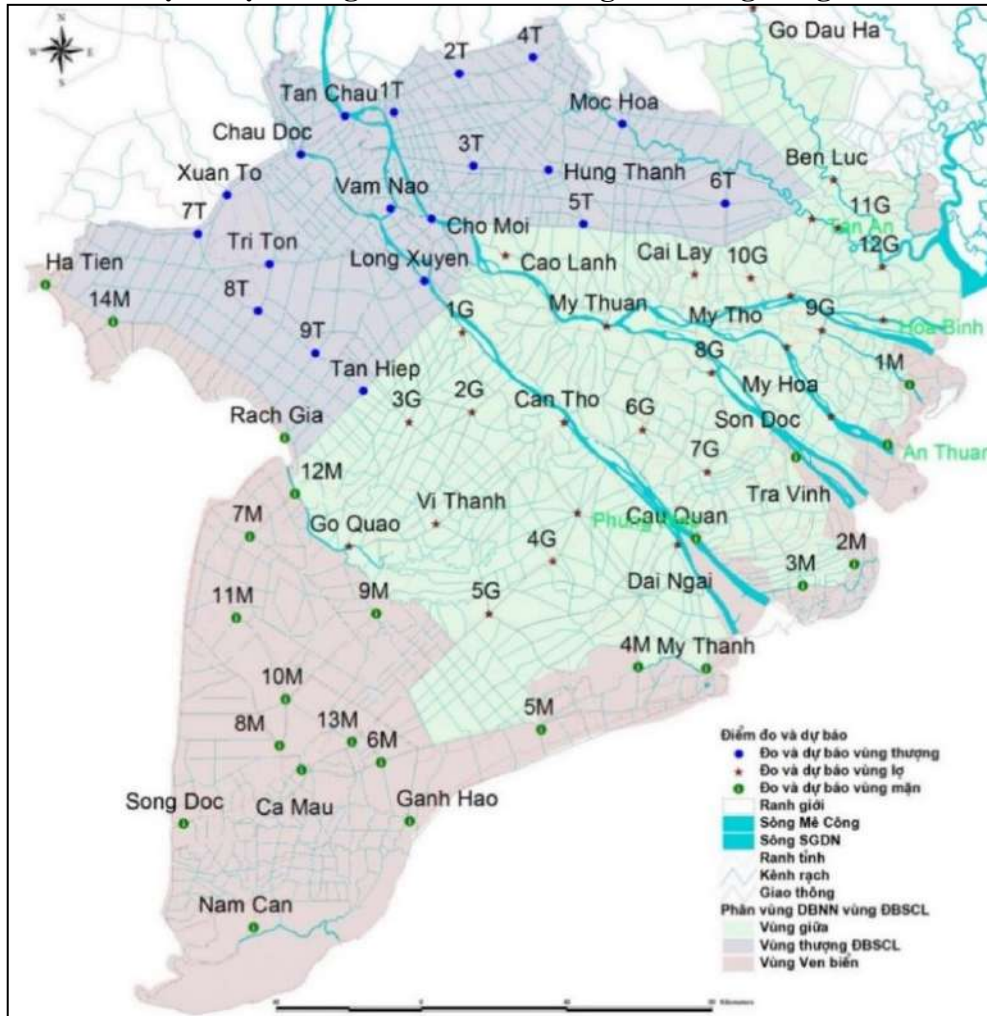 Go Dau Ha
4T
2T
Tan Chau
1T
Moc Hoa
Chau Doc
3T
Ben Luc
Xuan To
Vam Nao
Hung Thanh
6T
11G
7T
5T
Tan An
Tri Ton
Cho Moi
12G
Ha Tien
Long Xuyen
Cao Lanh
Cai Lay
10G
14M
8T
1G
My Thuan
My Tho
9G
Hoa Binh
9T
8G
1M
Tan Hiep
My Hoa
3G
2G
Can Tho
6G
Son Doc
Rach Gia
An Thuan
7G
12M
Vi Thanh
Tra Vinh
7M
Go Quao
Cau Quan
4G
2M
3M
Dai Ngai
11M
9M
5G
4M
My Thanh
10M
5M
8M
13M
6M
Song Doc
Ca Mau
Ganh Hao
Nam Can
Điểm đo và dự báo
Đo và dự báo vùng thượng
Đo và dự báo vùng lợ
Đo và dự báo vùng mặn
Ranh giới
Sông Mê Công
Sông SGDN
Ranh tỉnh
Kênh rạch
Giao thông
Phân vùng DBNN vùng ĐBSCL
Vùng giữa
Vùng thượng ĐBSCL
Vùng Ven biển